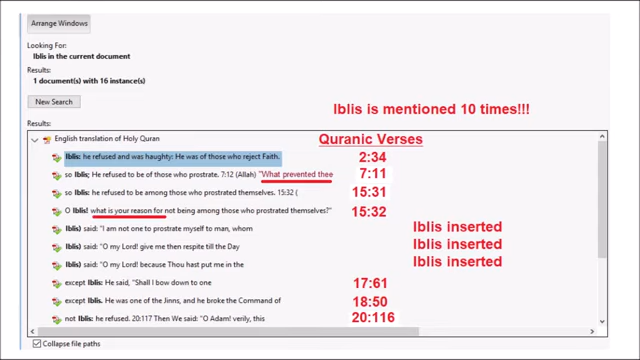 Arrange Windows
Looking For:
Iblis in the current document
Results:
1 document(s) with 16 instance(s)
New Search
Iblis is mentioned 10 times!!!
Results:
English translation of Holy Quran
Quranic Verses
Iblis: he refused and was haughty: He was of those who reject Faith. 2:34
so Iblis; He refused to be of those who prostrate. 7:12 (Allah) "What prevented thee 7:11
so Iblis: he refused to be among those who prostrated themselves. 15:32 ( 15:31
O Iblis! what is your reason for not being among those who prostrated themselves?" 15:32
Iblis) said: "I am not one to prostrate myself to man, whom Iblis inserted
Iblis) said: "O my Lord! give me then respite till the Day Iblis inserted
Iblis) said: "O my Lord! because Thou hast put me in the Iblis inserted
except Iblis: He said, "Shall I bow down to one 17:61
except Iblis. He was one of the Jinns, and he broke the Command of 18:50
not Iblis: he refused. 20:117 Then We said: "O Adam! verily, this 20:116
Collapse file paths